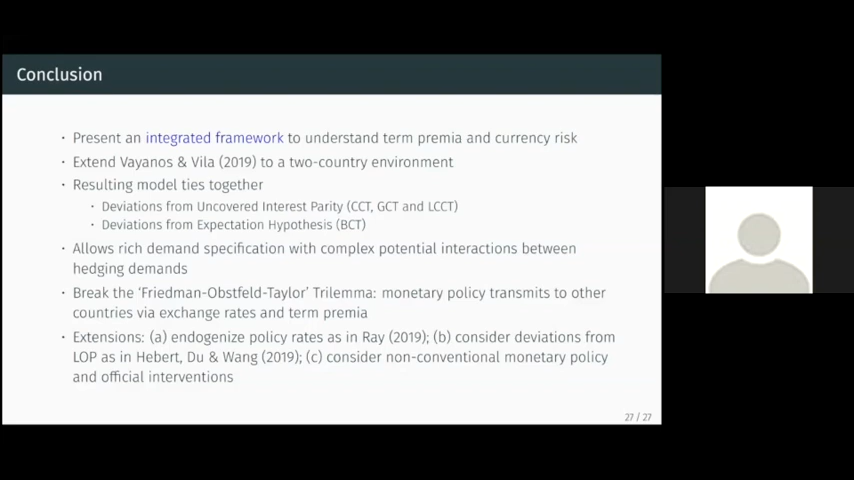 Conclusion
· Present an integrated framework to understand term premia and currency risk
· Extend Vayanos & Vila (2019) to a two-country environment
· Resulting model ties together
· Deviations from Uncovered Interest Parity (CCT, GCT and LCCT)
· Deviations from Expectation Hypothesis (BCT)
· Allows rich demand specification with complex potential interactions between
hedging demands
· Break the ‘Friedman-Obstfeld-Taylor’ Trilemma: monetary policy transmits to other
countries via exchange rates and term premia
· Extensions: (a) endogenize policy rates as in Ray (2019); (b) consider deviations from
LOP as in Hebert, Du & Wang (2019); (c) consider non-conventional monetary policy
and official interventions
27 / 27